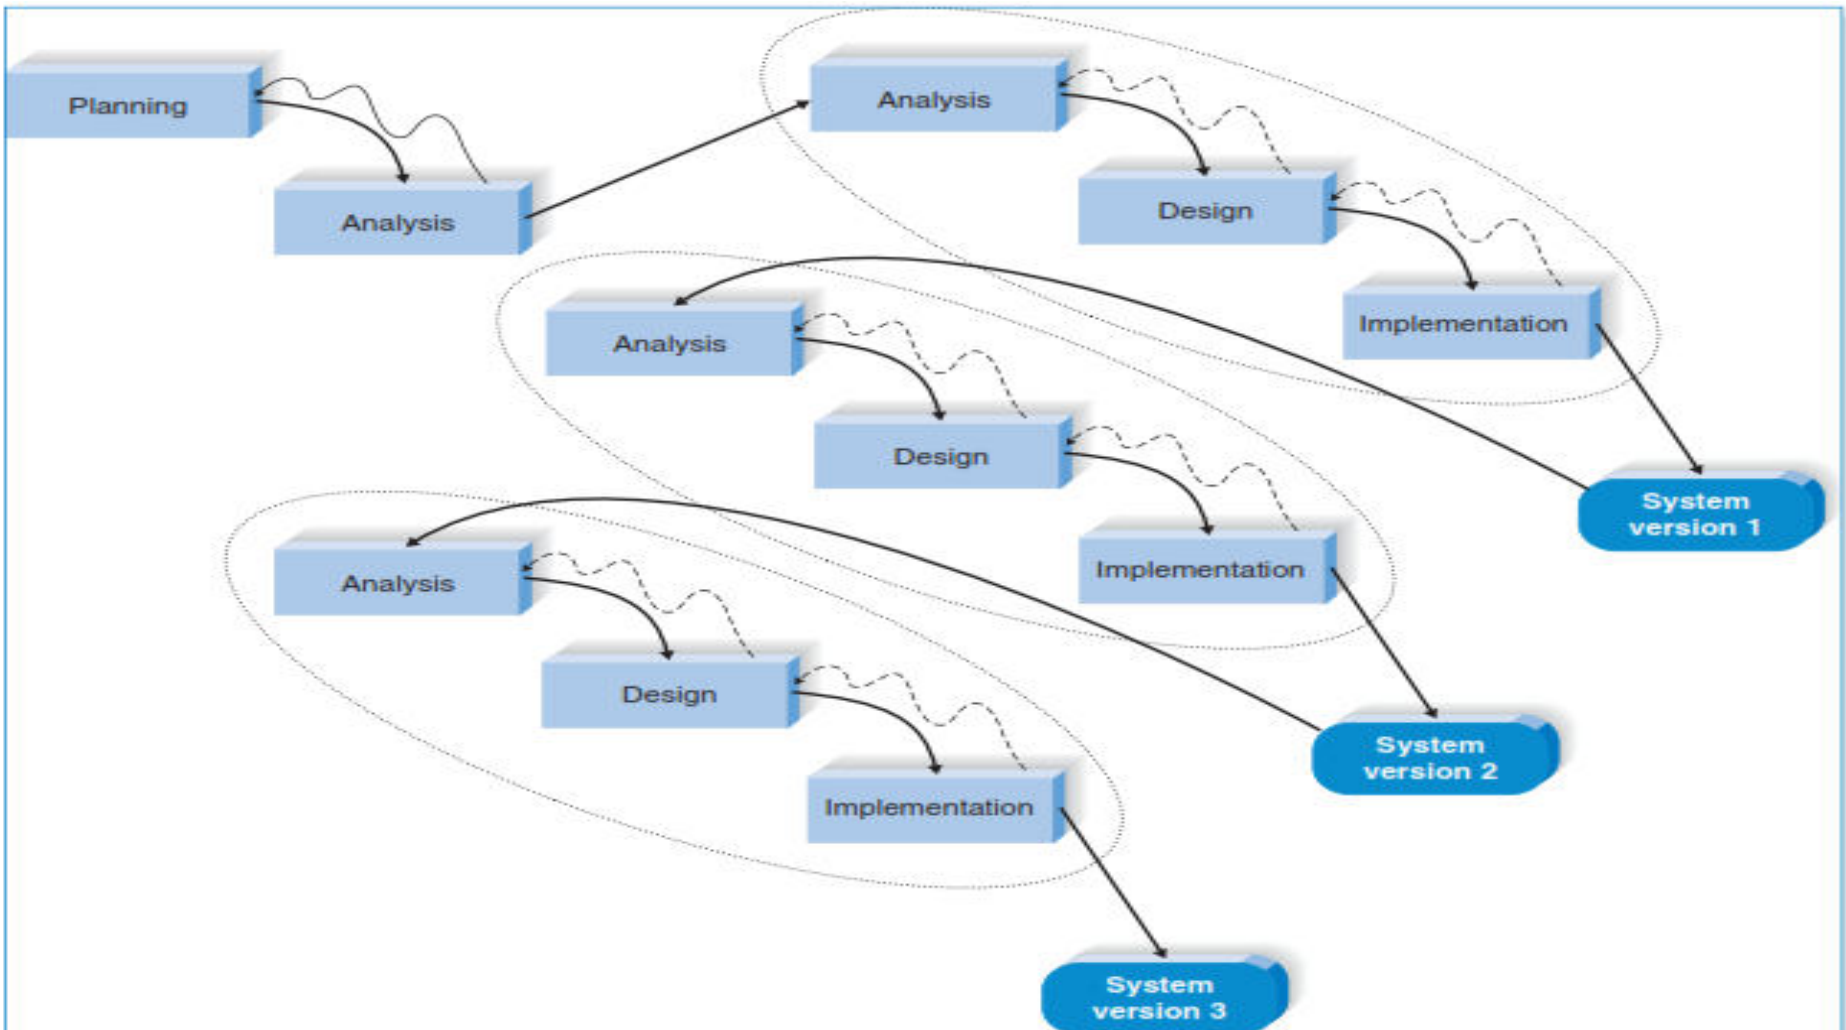 Planning
Analysis
Analysis
Design
Implementation
System
version 1
Analysis
Design
Implementation
System
version 2
Analysis
Design
Implementation
System
version 3